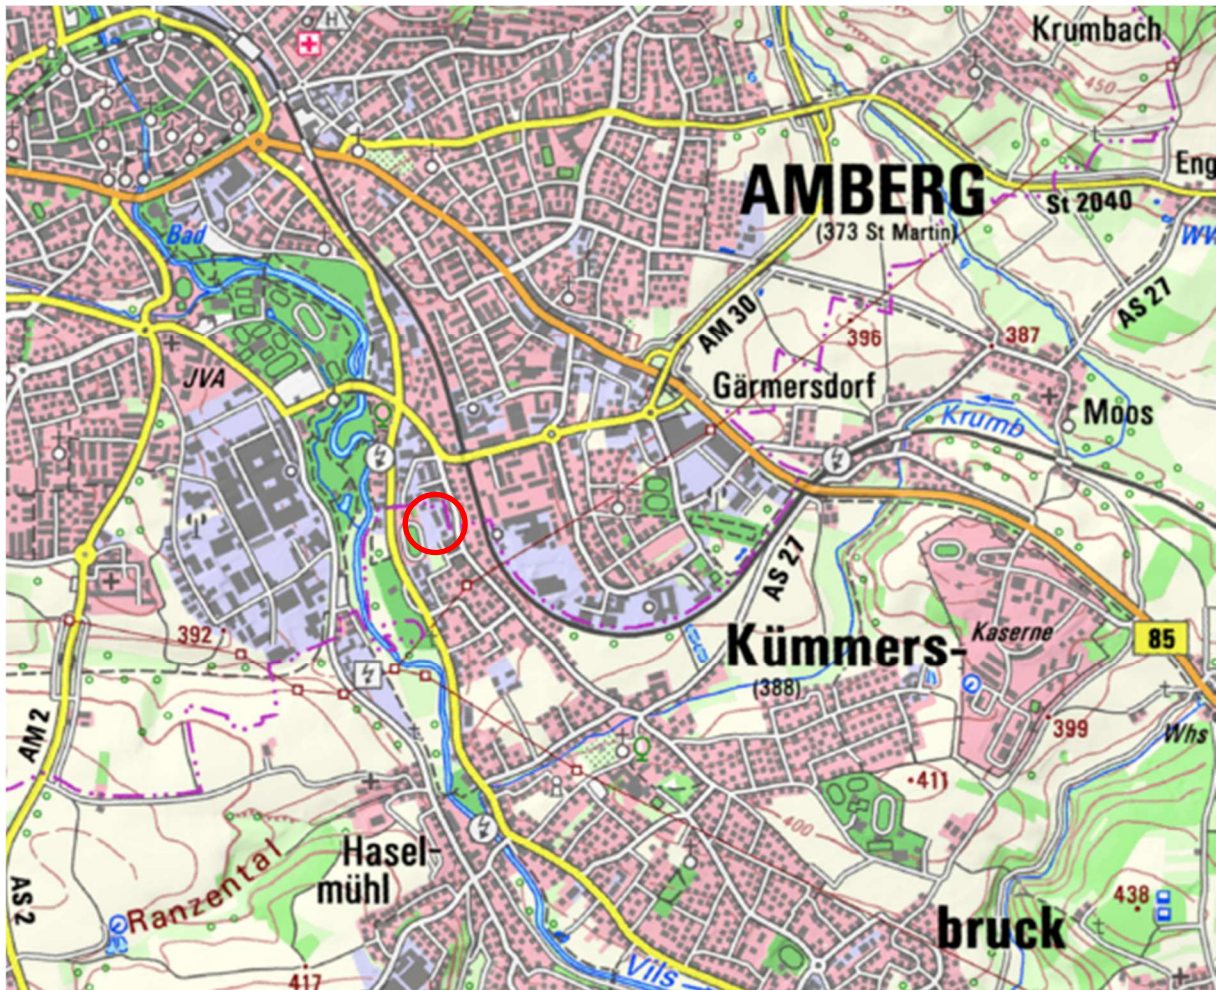 H
Krumbach
450
AMBERG
(373 St Martin)
St 2040
Eng
WW
Bad
AS 27
AM 30
396
387
JVA
Gärmersdorf
Moos
Krumb
AS 27
392
Kümmers-
(388)
Kaserne
85
AM 2
399
Whs
411
400
Hasel-
mühl
AS 2
Ranzental
438
bruck
Vils
417